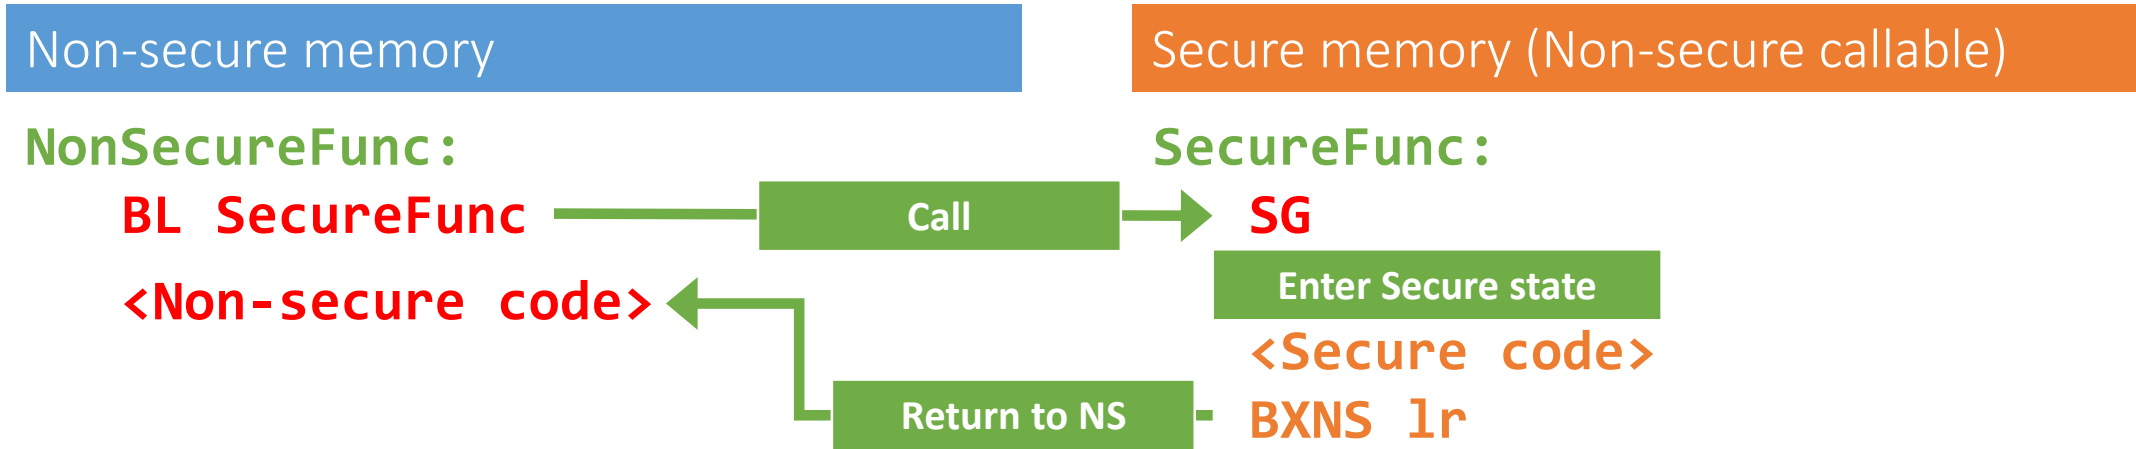 Non-secure memory
Secure memory (Non-secure callable)
NonSecureFunc:
SecureFunc:
BL SecureFunc
Call
SG
Enter Secure state
<Non-secure code>
<Secure code>
Return to NS
BXNS lr